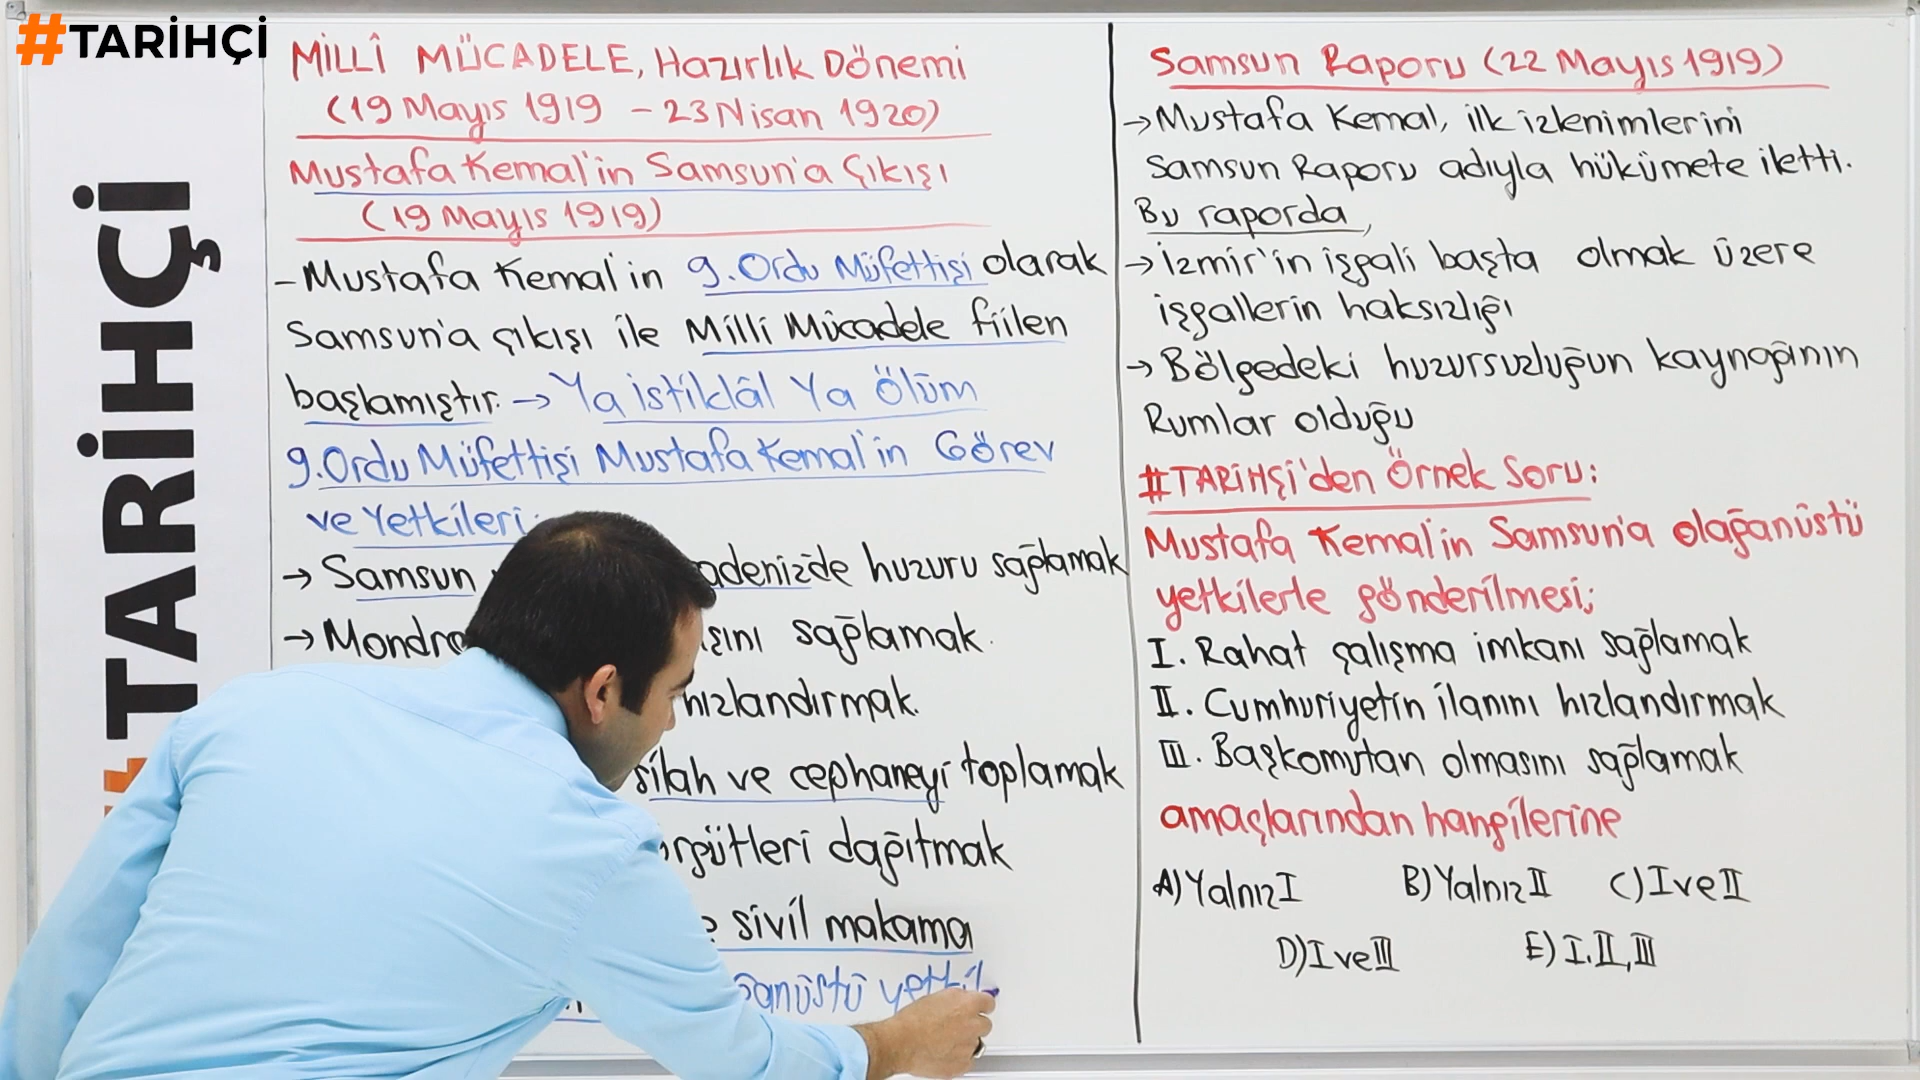 #TARİHÇİ
TARİHÇİ
MİLLÎ MÜCADELE, Hazırlık Dönemi
(19 Mayıs 1919 - 23 Nisan 1920)
Mustafa Kemal'in Samsun'a Çıkışı
(19 Mayıs 1919)
- Mustafa Kemal'in 9. Ordu Müfettişi olarak
Samsun'a çıkışı ile Milli Mücadele fiilen
başlamıştır. → Ya istiklâl Ya Ölüm
9. Ordu Müfettişi Mustafa Kemal'in Görev
ve Yetkileri:
→ Samsun adenizde huzuru sağlamak
→ Mondro ısını sağlamak.
hızlandırmak.
silah ve cephaneyi toplamak
örgütleri dağıtmak
sivil makama
ğanüstü yetkil
Samsun Raporu (22 Mayıs 1919)
→ Mustafa Kemal, ilk izlenimlerini
Samsun Raporu adıyla hükümete iletti.
Bu raporda,
→ İzmir'in işgali başta olmak üzere
işgallerin haksızlığı
→ Bölgedeki huzursuzluğun kaynağının
Rumlar olduğu
#TARİHÇİ'den Örnek Soru:
Mustafa Kemal'in Samsun'a olağanüstü
yetkilerle gönderilmesi;
I. Rahat çalışma imkanı sağlamak
II. Cumhuriyetin ilanını hızlandırmak
III. Başkomutan olmasını sağlamak
amaçlarından hangilerine
A) Yalnız I B) Yalnız II C) I ve II
D) I ve III E) I, II, III